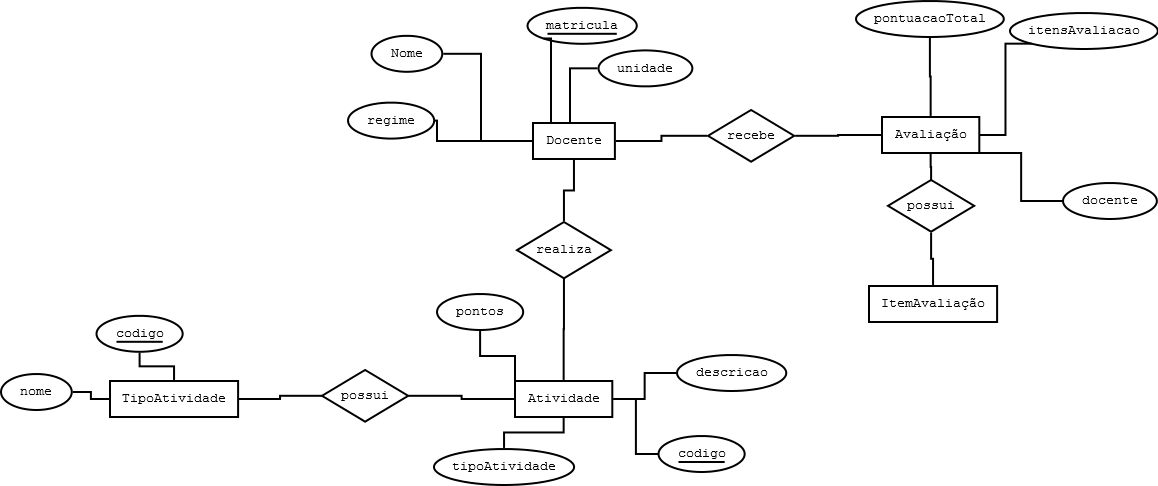 pontuacaoTotal
matricula
itensAvaliacao
Nome
unidade
regime
recebe
Avaliação
Docente
docente
possui
realiza
ItemAvaliação
pontos
codigo
descricao
nome
TipoAtividade
possui
Atividade
codigo
tipoAtividade